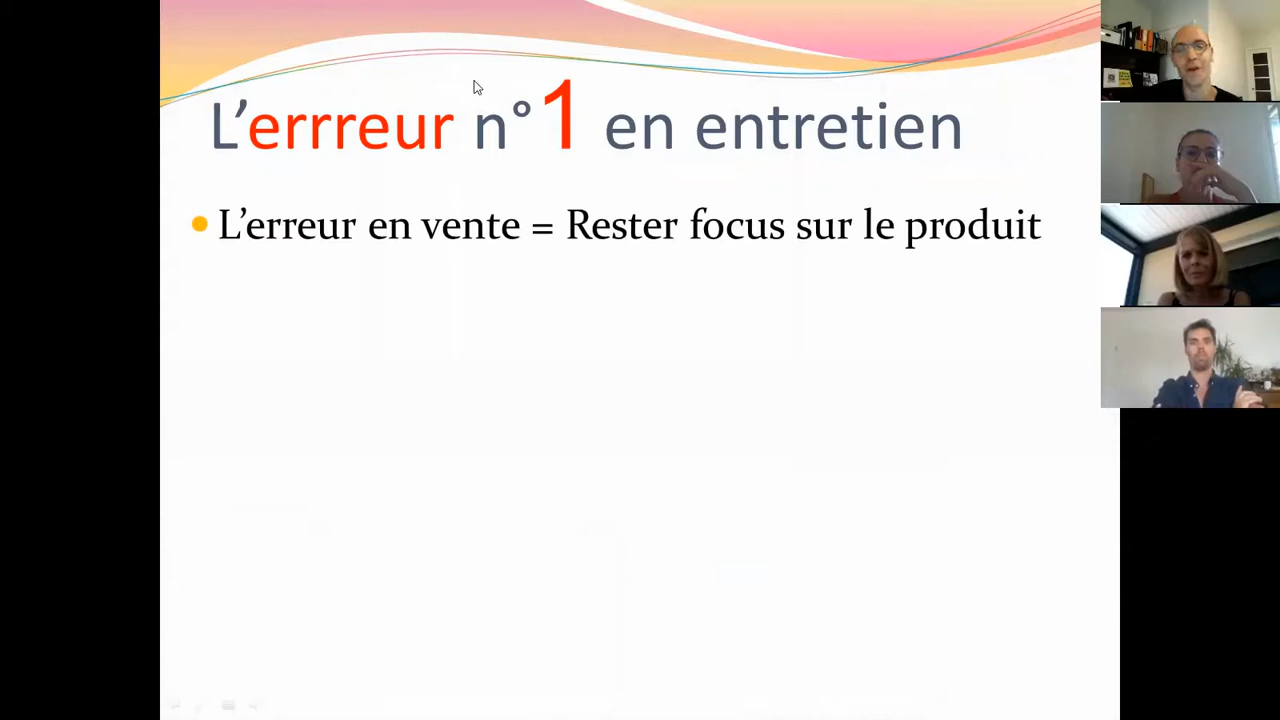 L’errreur n°1 en entretien
L’erreur en vente = Rester focus sur le produit